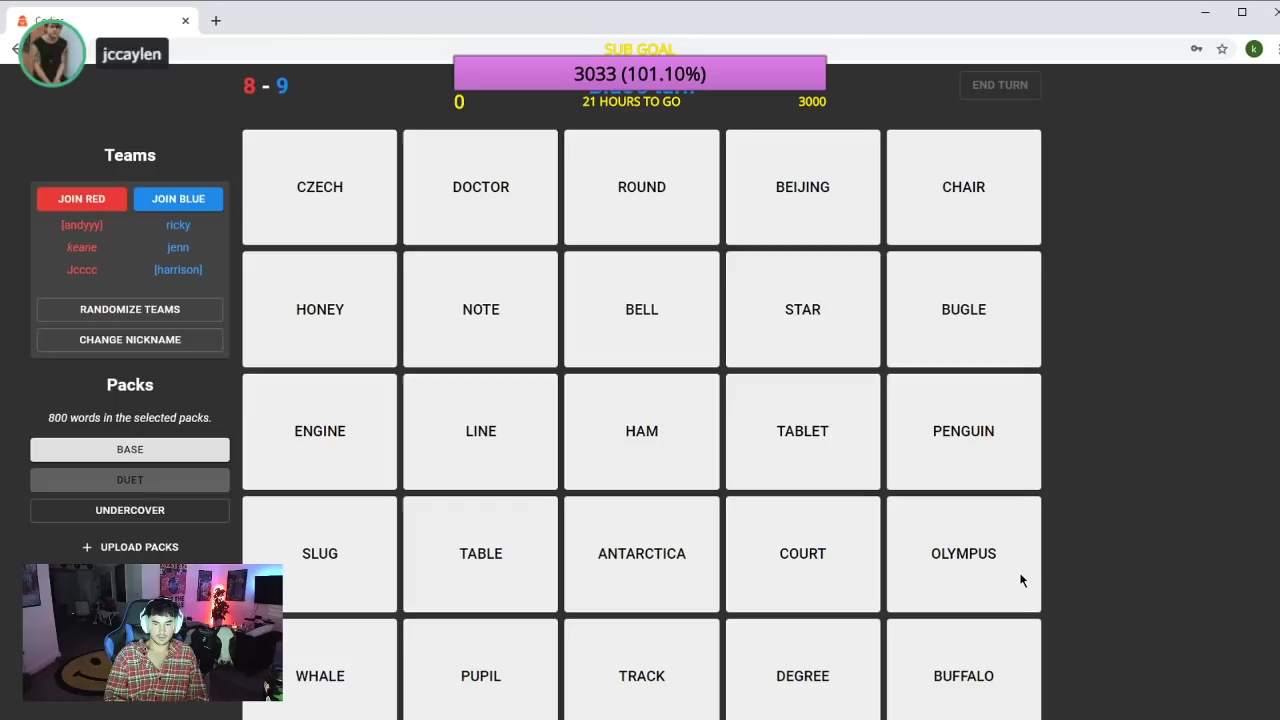 jccaylen
k
SUB GOAL
3033 (101.10%)
0
21 HOURS TO GO
3000
8 - 9
END TURN
Teams
JOIN RED
JOIN BLUE
[andyyy]
ricky
keane
jenn
Jcccc
[harrison]
RANDOMIZE TEAMS
CHANGE NICKNAME
Packs
800 words in the selected packs.
BASE
DUET
UNDERCOVER
+ UPLOAD PACKS
CZECH
DOCTOR
ROUND
BEIJING
CHAIR
HONEY
NOTE
BELL
STAR
BUGLE
ENGINE
LINE
HAM
TABLET
PENGUIN
SLUG
TABLE
ANTARCTICA
COURT
OLYMPUS
WHALE
PUPIL
TRACK
DEGREE
BUFFALO